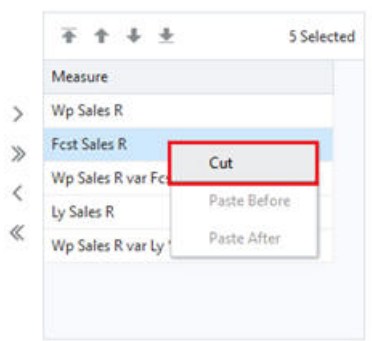 5 Selected
Measure
Wp Sales R
Fcst Sales R
Cut
Wp Sales R var
Paste Before
Ly Sales R
Paste After
Wp Sales R var Ly